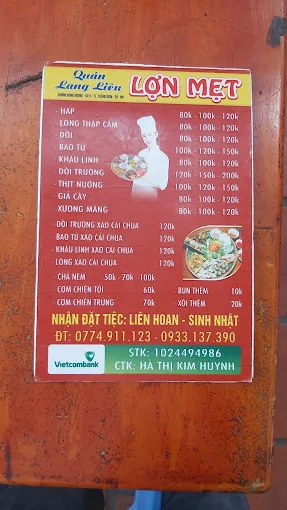 Quán
Lang Liêu
LỢN MẸT
- HẤP 80k - 100k - 120k
- LÒNG THẬP CẨM 80k - 100k - 120k
- DỒI 80k - 100k - 120k
- BAO TỬ 100k - 120k - 150k
- KHẤU LINH 80k - 100k - 120k
- DỒI TRƯỜNG 120k - 150k - 200k
- THỊT NƯỚNG 100k - 120k - 150k
- GIẢ CẦY 80k - 100k - 120k
- XƯƠNG MĂNG 80k - 100k - 120k
- DỒI TRƯỜNG XÀO CẢI CHUA 120k
- BAO TỬ XÀO CẢI CHUA 120k
- KHẤU LINH XÀO CẢI CHUA 120k
- LÒNG XÀO CẢI CHUA 120k
- CHẢ NEM 50k - 70k - 100k
- CƠM CHIÊN TỎI 60k
- BÚN THÊM 10k
- CƠM CHIÊN TRỨNG 70k
- XÔI THÊM 20k
NHẬN ĐẶT TIỆC: LIÊN HOAN - SINH NHẬT
ĐT: 0774.911.123 - 0933.137.390
Vietcombank
STK: 1024494986
CTK: HA THỊ KIM HUYNH